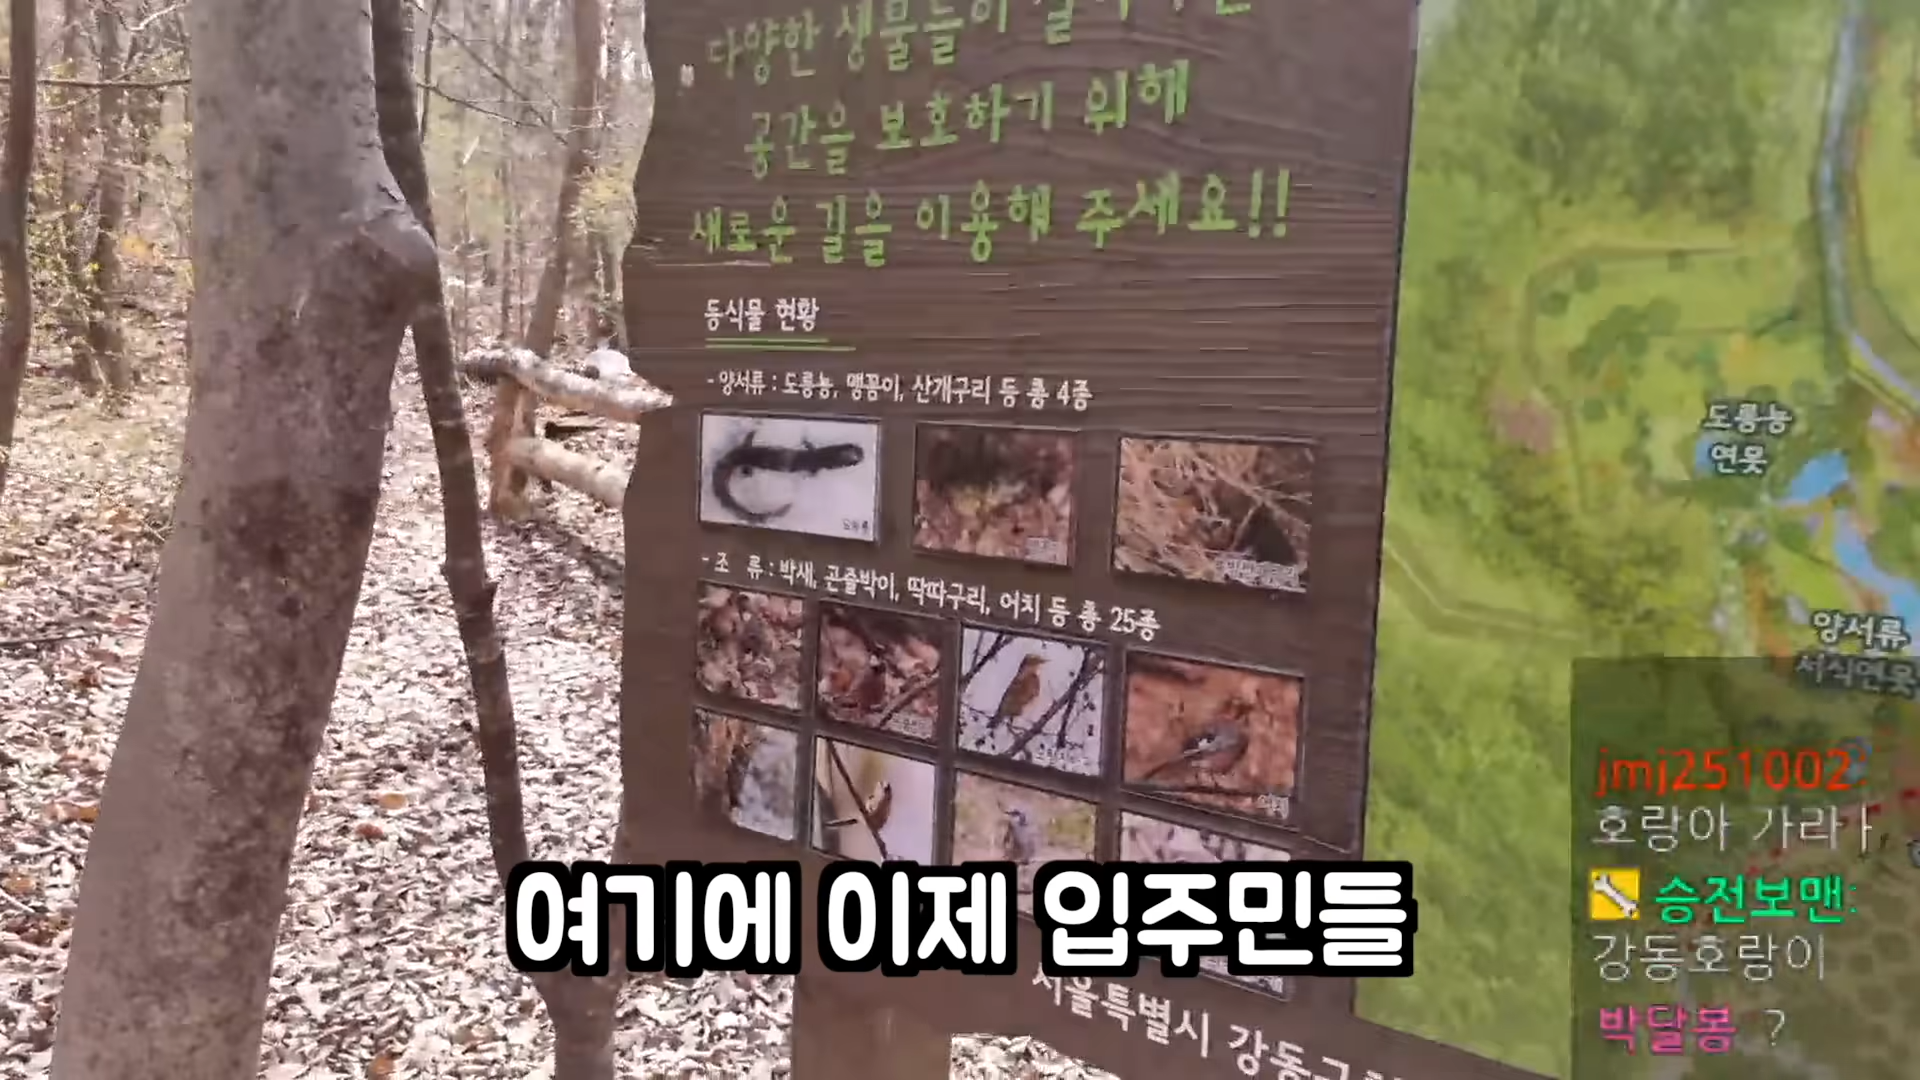 다양한 생물들이
공간을 보호하기 위해
새로운 길을 이용해 주세요!!
동식물 현황
- 양서류 : 도롱뇽, 맹꽁이, 산개구리 등 총 4종
- 조 류 : 박새, 곤줄박이, 딱따구리, 어치 등 총 25종
서울특별시 강동구
도롱뇽
연못
양서류
서식연못
여기에 이제 입주민들
jmj251002:
호랑아 가라ㅏ
승전보맨:
강동호랑이
박달몽 ?